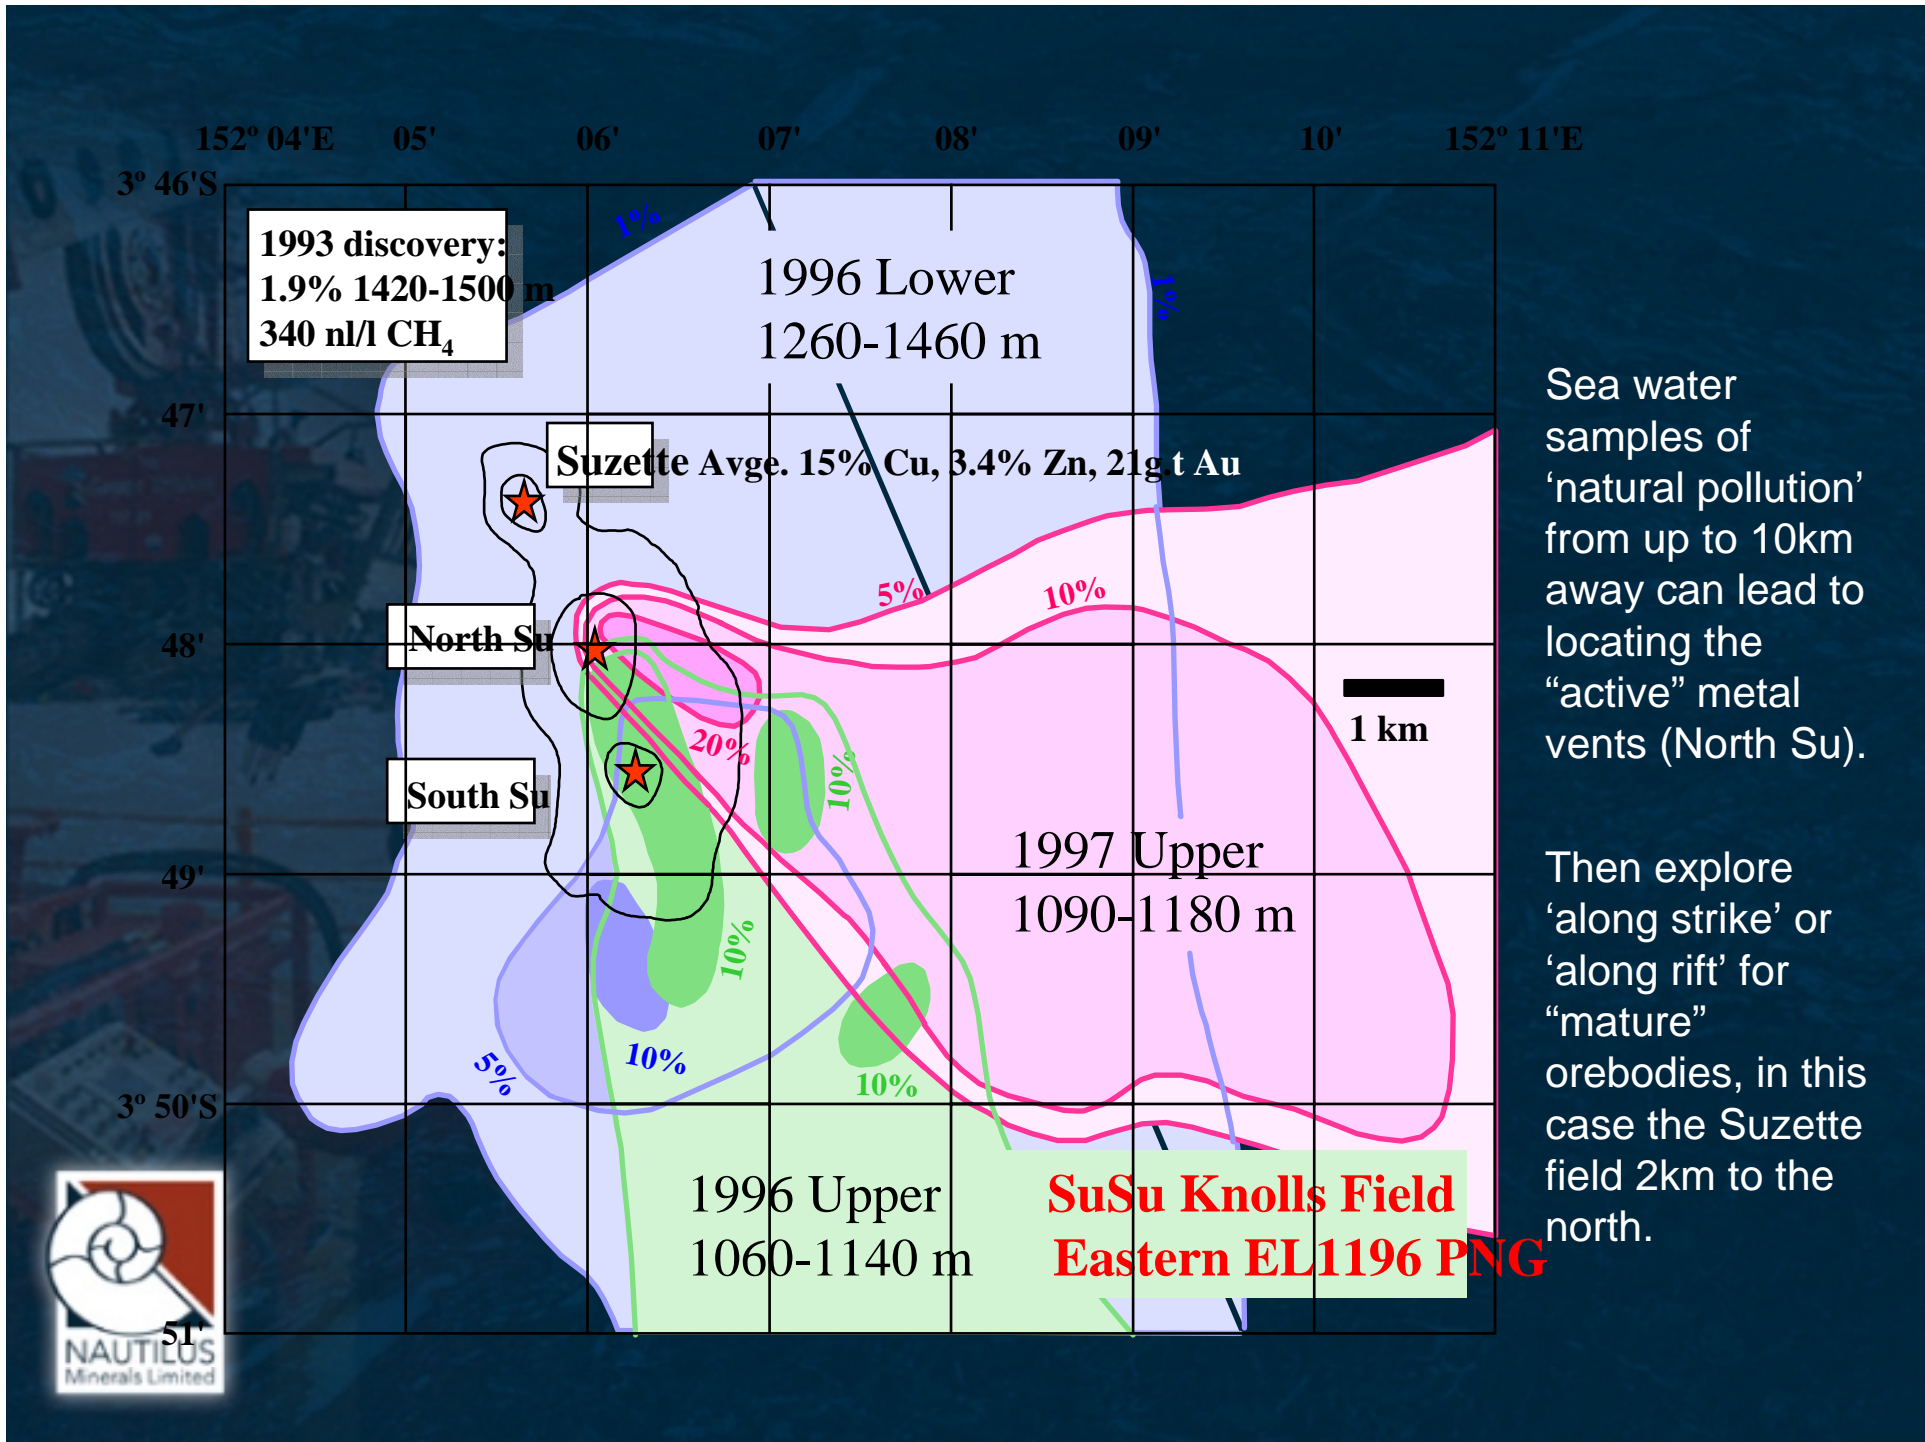 152º 04'E 05' 06' 07' 08' 09' 10' 152º 11'E
3º 46'S
1993 discovery:
1.9% 1420-1500 m
340 nl/l CH₄
1%
1%
1996 Lower
1260-1460 m
47'
Suzette Avge. 15% Cu, 3.4% Zn, 21g.t Au
5%
10%
North Su
48'
20%
10%
1 km
South Su
1997 Upper
1090-1180 m
49'
10%
5%
10%
10%
3º 50'S
1996 Upper
1060-1140 m
SuSu Knolls Field
Eastern EL1196 PNG
51'
Sea water
samples of
‘natural pollution’
from up to 10km
away can lead to
locating the
“active” metal
vents (North Su).
Then explore
‘along strike’ or
‘along rift’ for
“mature”
orebodies, in this
case the Suzette
field 2km to the
north.
NAUTILUS
Minerals Limited